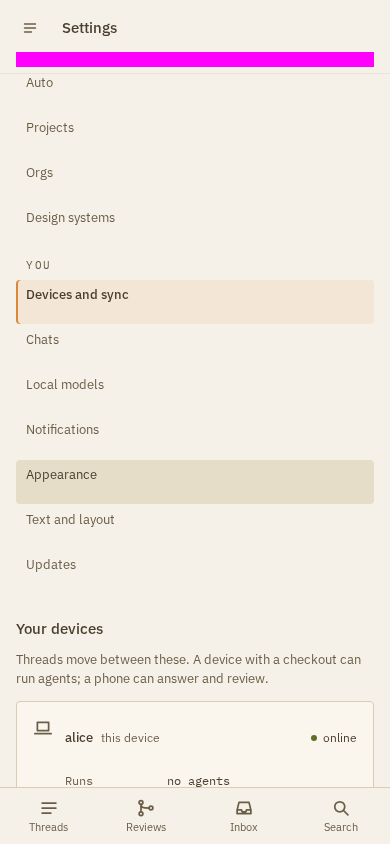 Settings
Auto
Projects
Orgs
Design systems
YOU
Devices and sync
Chats
Local models
Notifications
Appearance
Text and layout
Updates
Your devices
Threads move between these. A device with a checkout can
run agents; a phone can answer and review.
alice this device online
Runs no agents
Threads Reviews Inbox Search